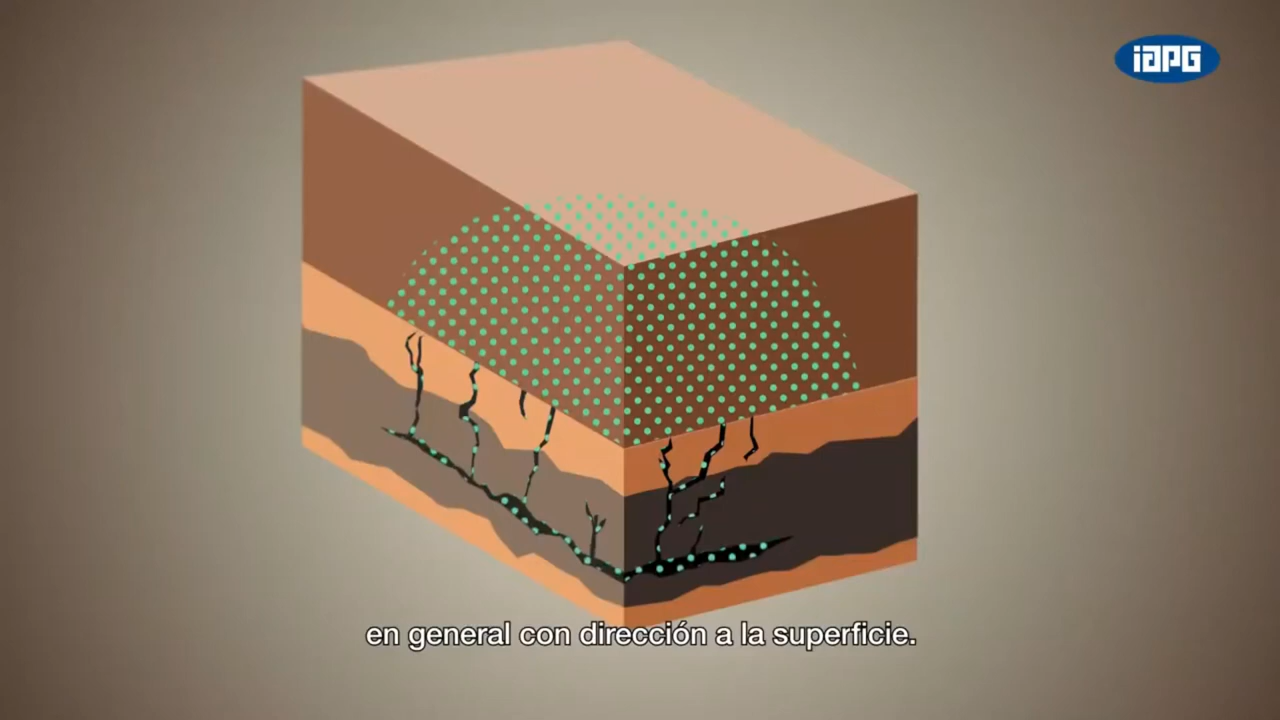 iapg
en general con dirección a la superficie.